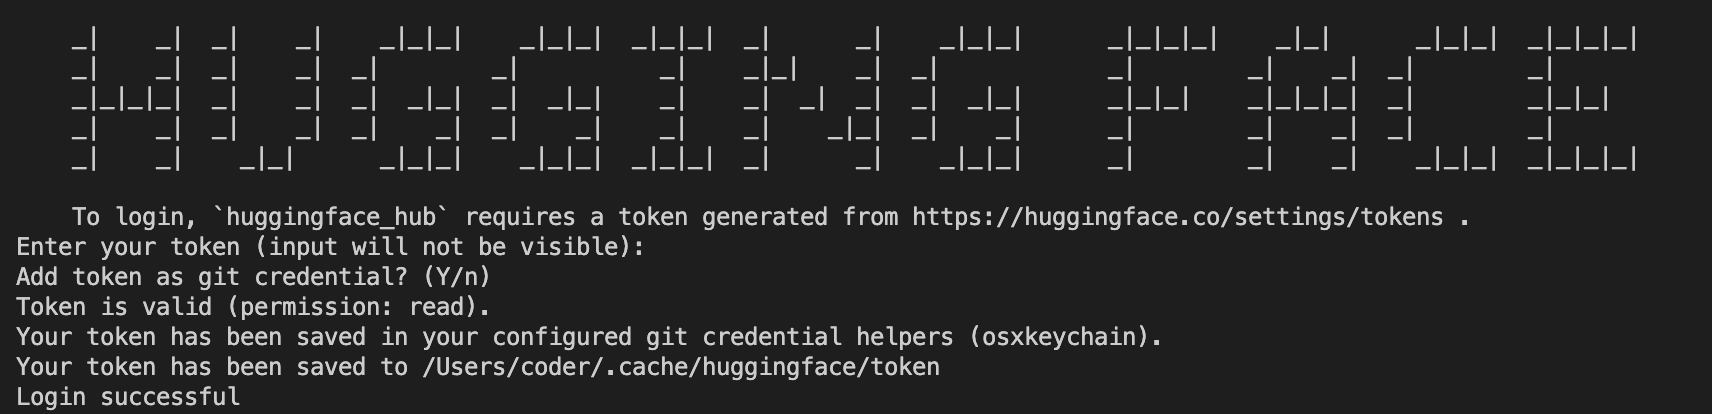 HUGGING FACE
To login, `huggingface_hub` requires a token generated from https://huggingface.co/settings/tokens .
Enter your token (input will not be visible):
Add token as git credential? (Y/n)
Token is valid (permission: read).
Your token has been saved in your configured git credential helpers (osxkeychain).
Your token has been saved to /Users/coder/.cache/huggingface/token
Login successful